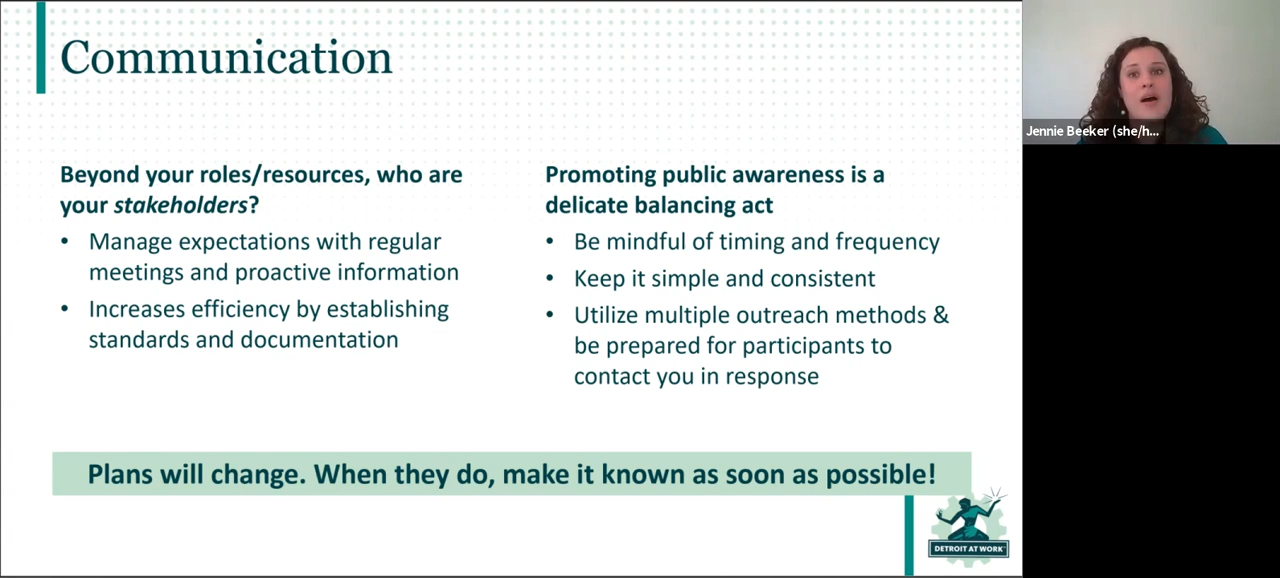 Communication
Beyond your roles/resources, who are
your stakeholders?
• Manage expectations with regular
meetings and proactive information
• Increases efficiency by establishing
standards and documentation
Promoting public awareness is a
delicate balancing act
• Be mindful of timing and frequency
• Keep it simple and consistent
• Utilize multiple outreach methods &
be prepared for participants to
contact you in response
Plans will change. When they do, make it known as soon as possible!
DETROIT AT WORK
Jennie Beeker (she/h...